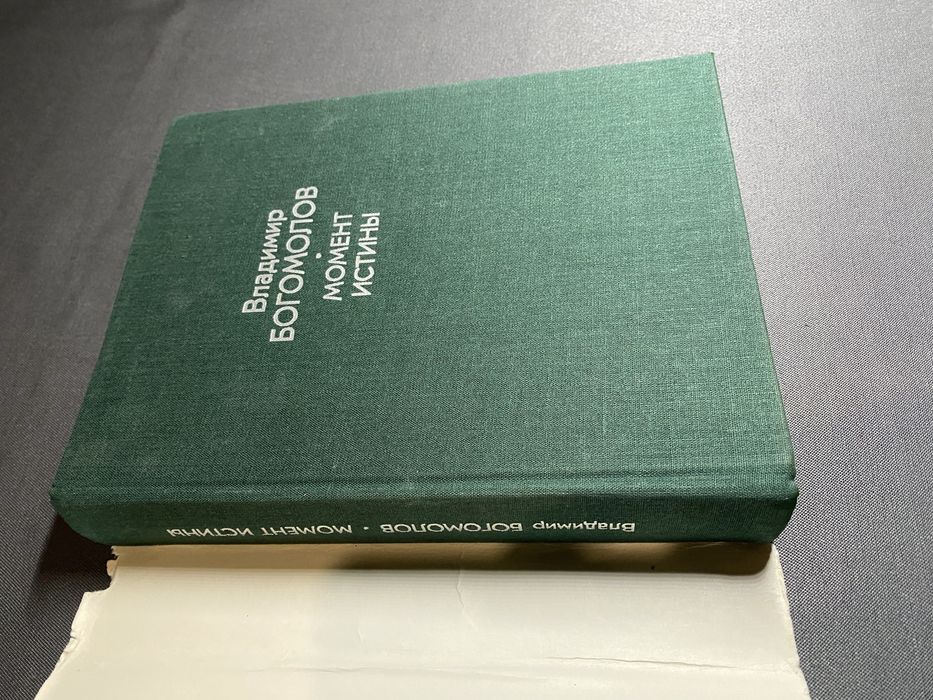 Владимир
БОГОМОЛОВ
•
МОМЕНТ
ИСТИНЫ
Владимир БОГОМОЛОВ • МОМЕНТ ИСТИНЫ